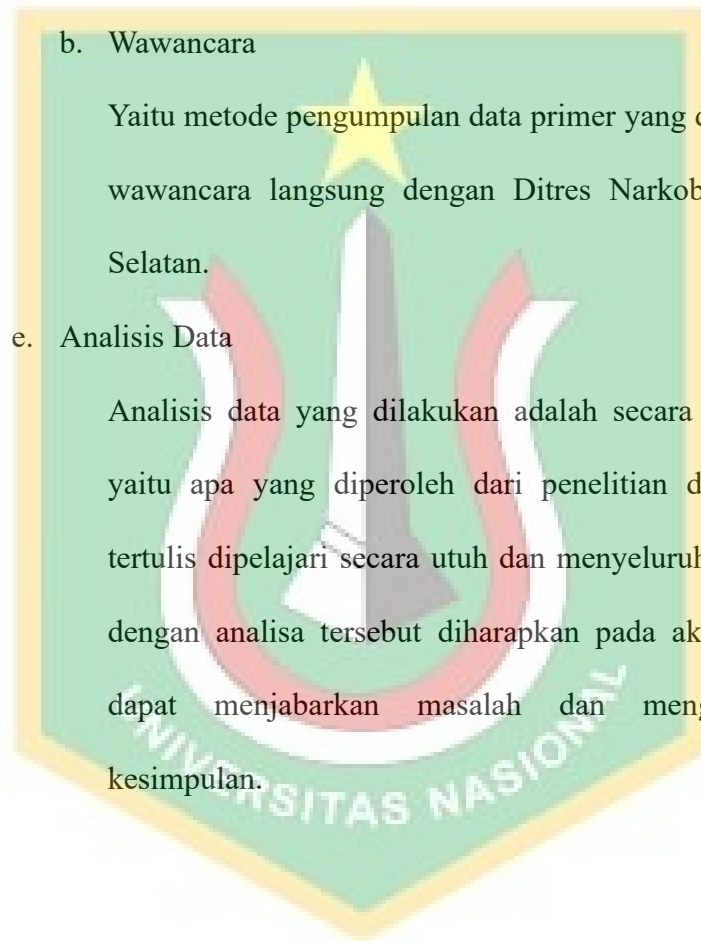 b. Wawancara
Yaitu metode pengumpulan data primer yang
wawancara langsung dengan Ditres
Selatan.
e. Analisis Data
Analisis data yang dilakukan adalah secara
yaitu apa yang diperoleh dari penelitian
tertulis dipelajari secara utuh dan menyeluruh
dengan analisa tersebut diharapkan pada
dapat menjabarkan masalah dan
kesimpulan.
UNIVERSITAS NASIONAL